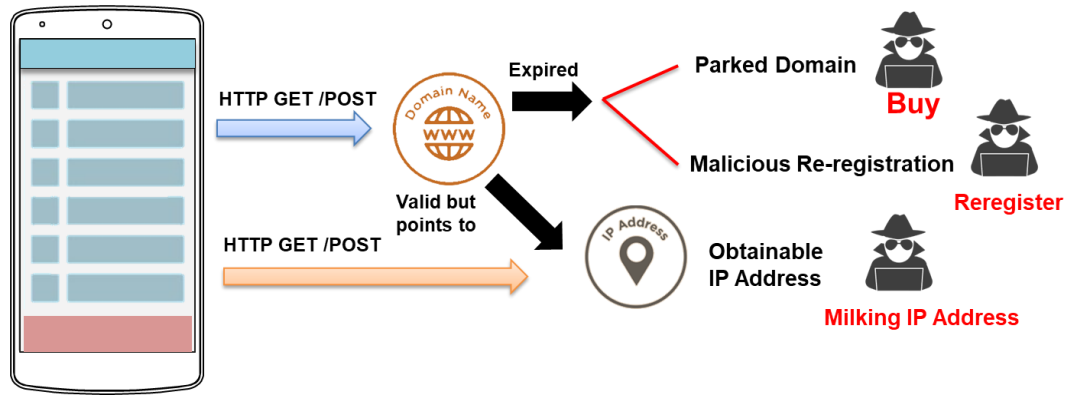 HTTP GET /POST
Domain Name
WWW
Expired
Parked Domain
Buy
Malicious Re-registration
Reregister
Valid but
points to
HTTP GET /POST
IP Address
Obtainable
IP Address
Milking IP Address